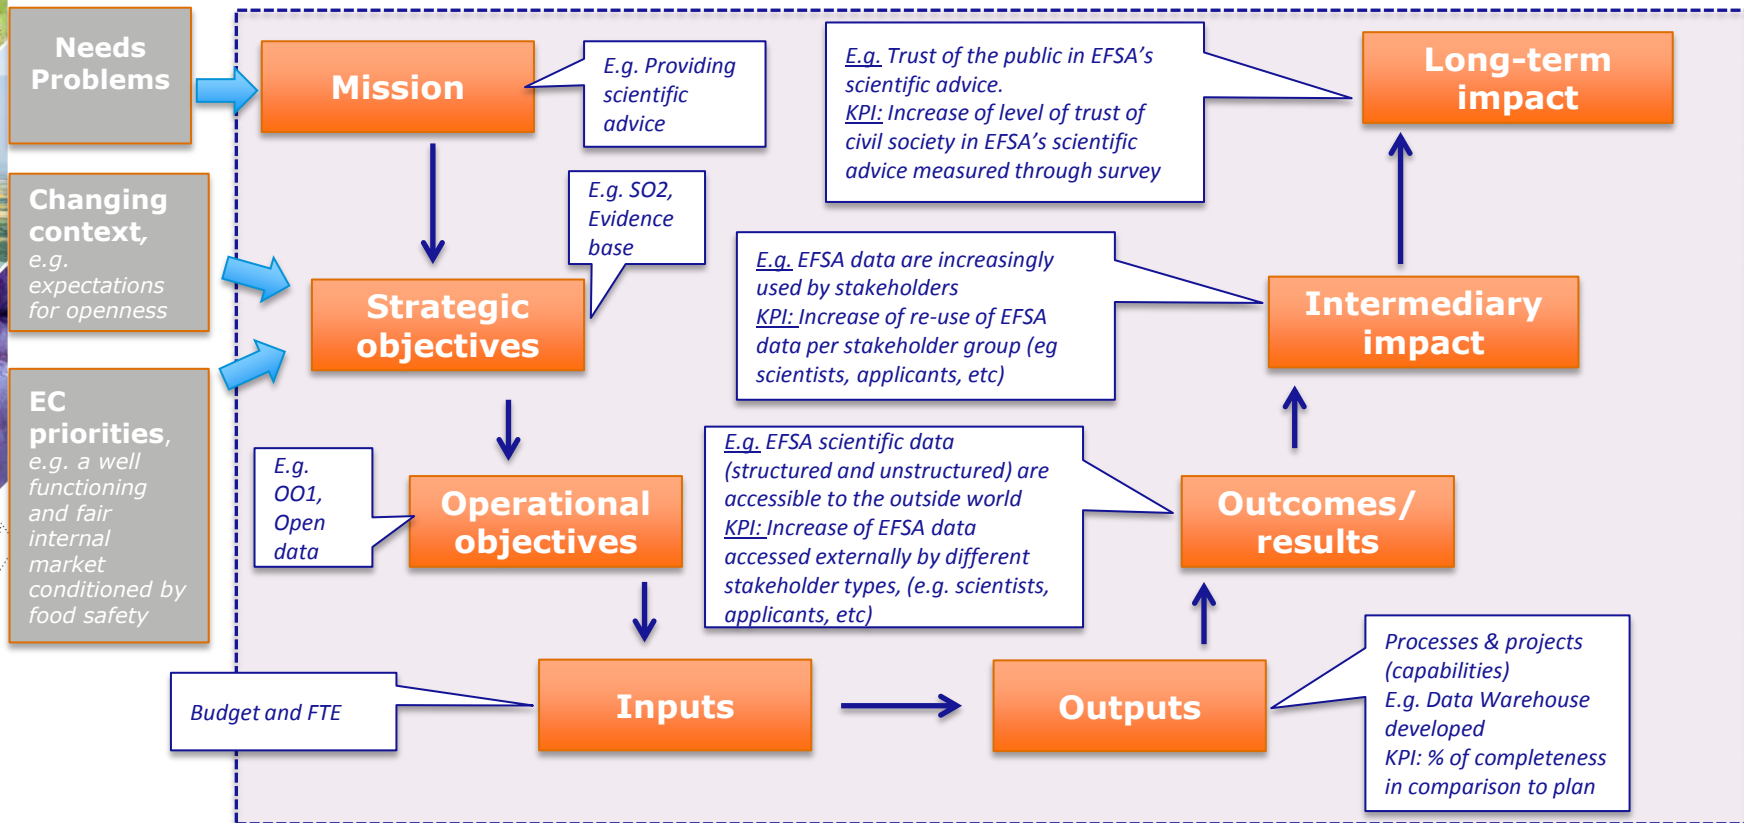 Needs
Problems
Mission
E.g. Providing
scientific
advice
E.g. Trust of the public in EFSA’s
scientific advice.
KPI: Increase of level of trust of
civil society in EFSA’s scientific
advice measured through survey
Long-term
impact
Changing
context,
e.g.
expectations
for openness
E.g. SO2,
Evidence
base
Strategic
objectives
E.g. EFSA data are increasingly
used by stakeholders
KPI: Increase of re-use of EFSA
data per stakeholder group (eg
scientists, applicants, etc)
Intermediary
impact
EC
priorities,
e.g. a well
functioning
and fair
internal
market
conditioned by
food safety
E.g.
OO1,
Open
data
Operational
objectives
E.g. EFSA scientific data
(structured and unstructured) are
accessible to the outside world
KPI: Increase of EFSA data
accessed externally by different
stakeholder types, (e.g. scientists,
applicants, etc)
Outcomes/
results
Budget and FTE
Inputs
Outputs
Processes & projects
(capabilities)
E.g. Data Warehouse
developed
KPI: % of completeness
in comparison to plan